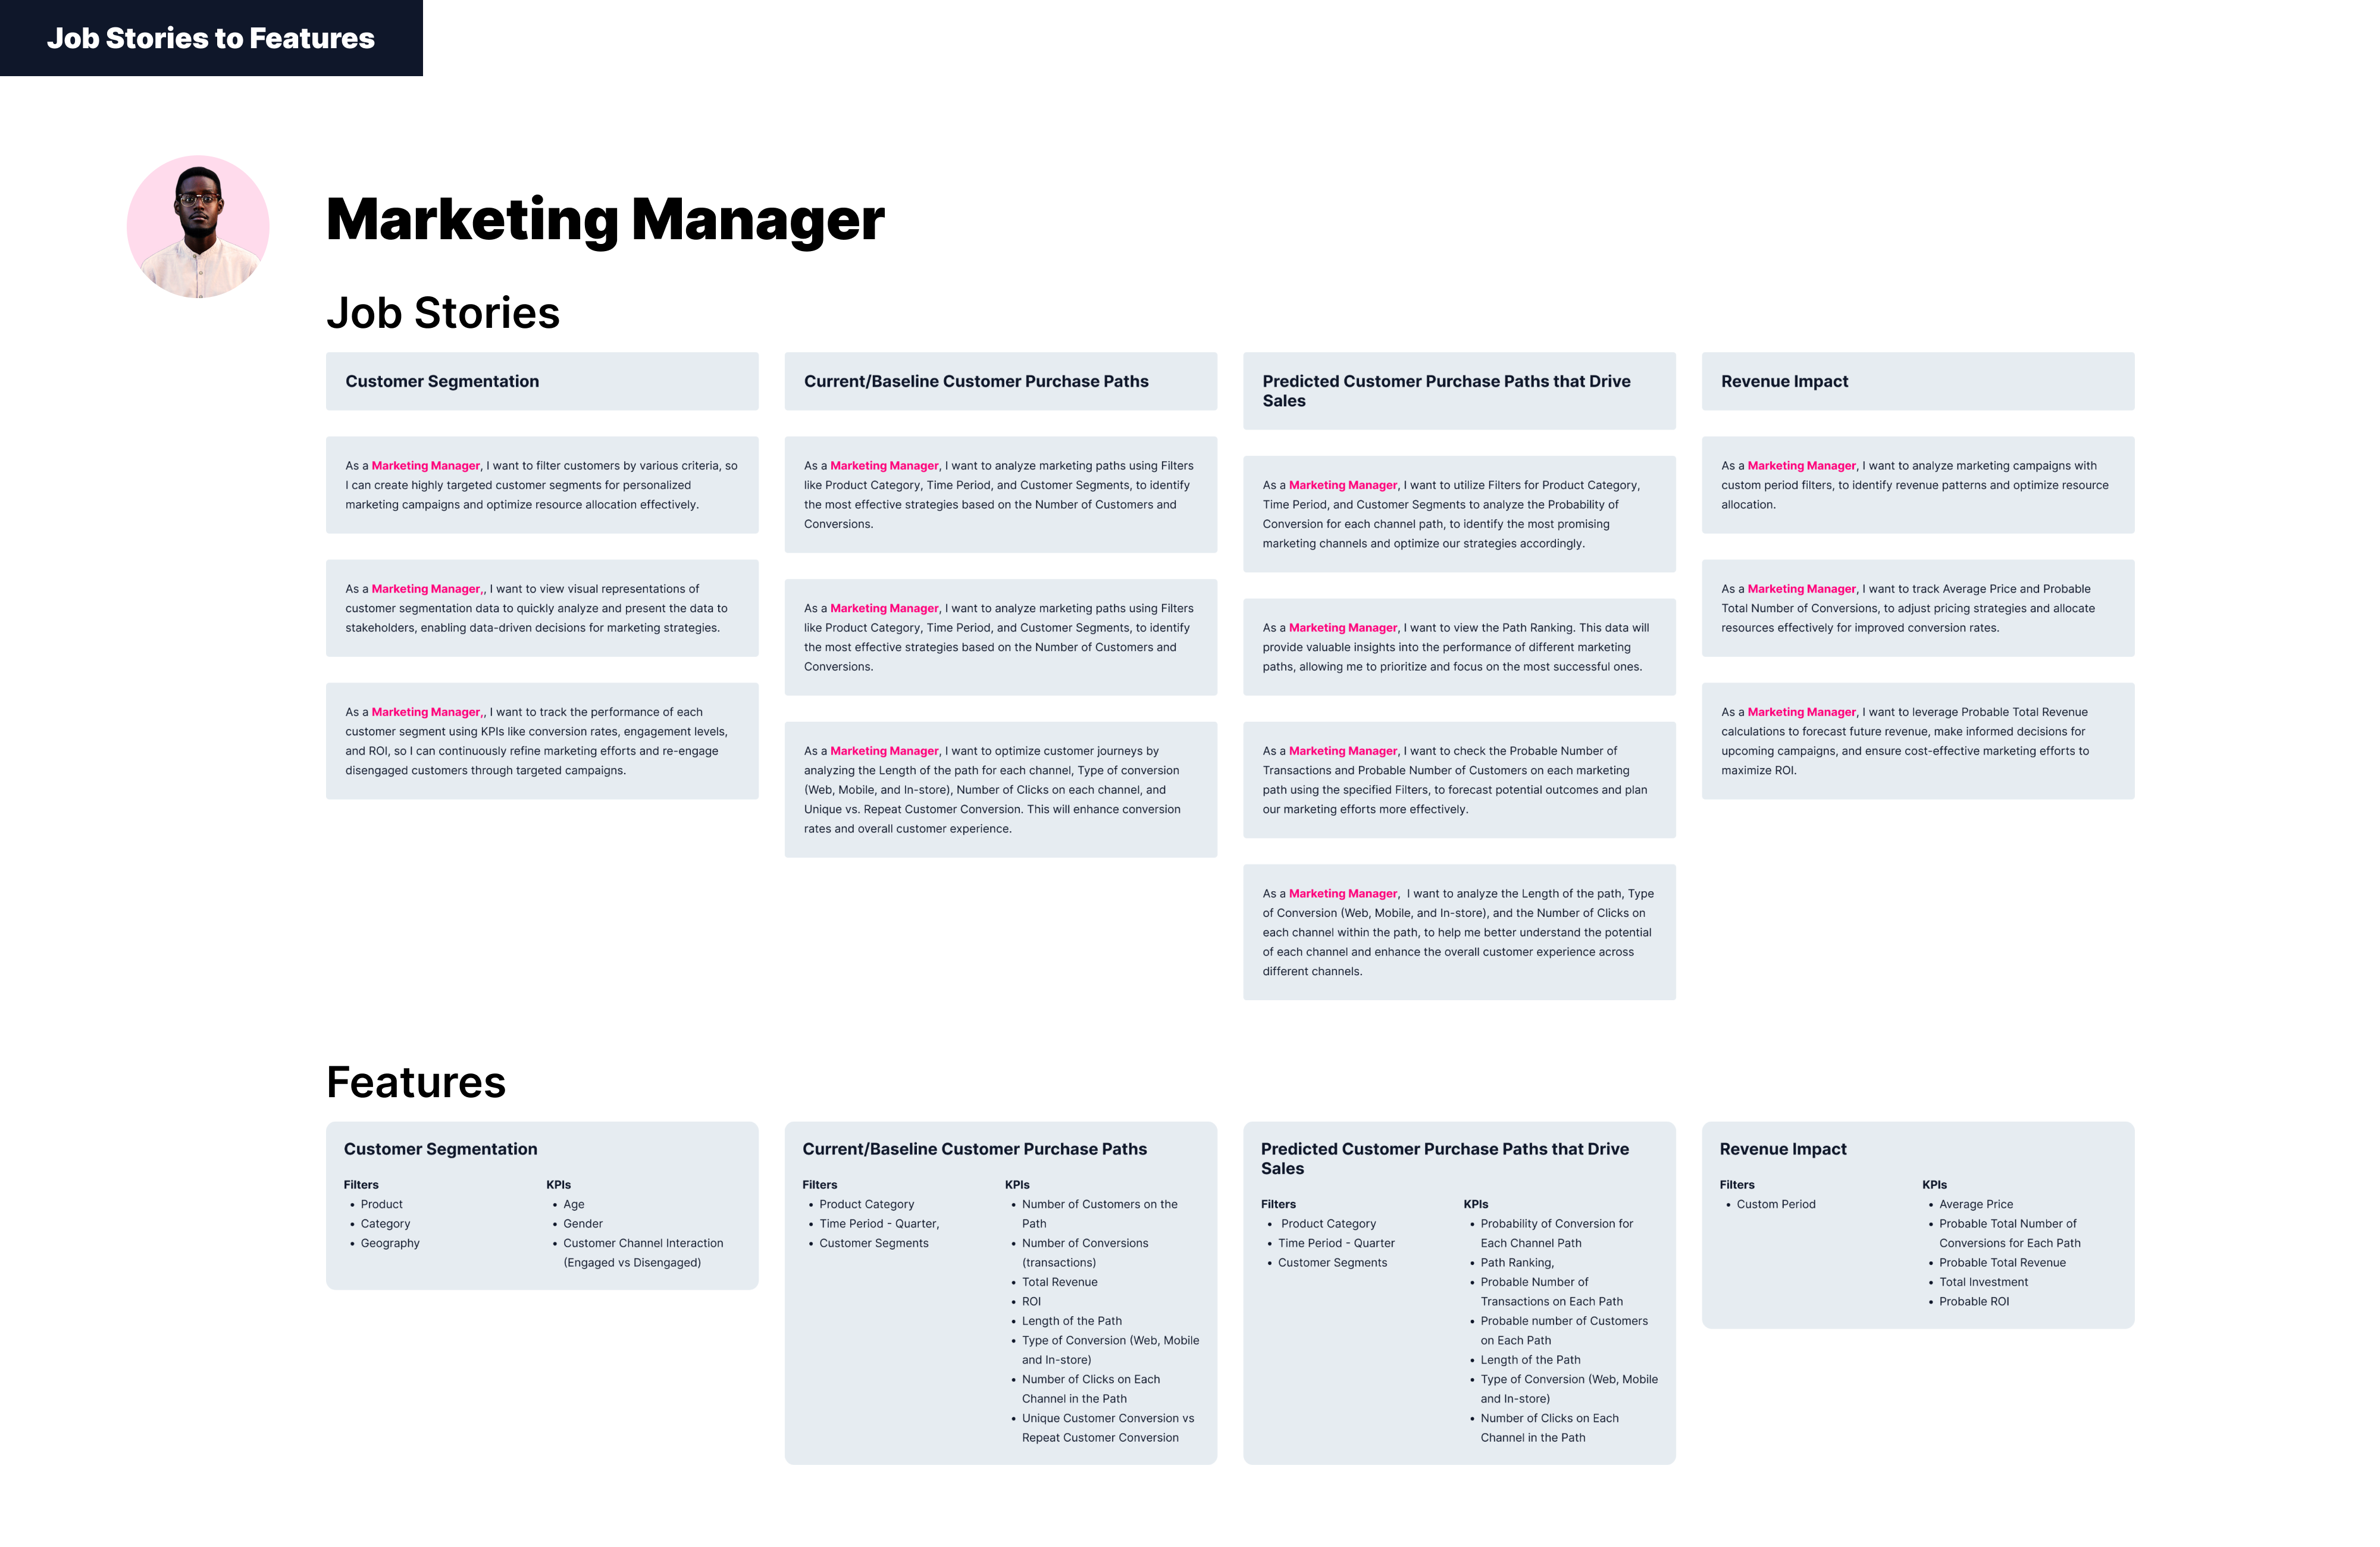 Job Stories to Features
Marketing Manager
Job Stories
Customer Segmentation
As a Marketing Manager, I want to filter customers by various criteria, so
I can create highly targeted customer segments for personalized
marketing campaigns and optimize resource allocation effectively.
As a Marketing Manager,, I want to view visual representations of
customer segmentation data to quickly analyze and present the data to
stakeholders, enabling data-driven decisions for marketing strategies.
As a Marketing Manager,, I want to track the performance of each
customer segment using KPIs like conversion rates, engagement levels,
and ROI, so I can continuously refine marketing efforts and re-engage
disengaged customers through targeted campaigns.
Current/Baseline Customer Purchase Paths
As a Marketing Manager, I want to analyze marketing paths using Filters
like Product Category, Time Period, and Customer Segments, to identify
the most effective strategies based on the Number of Customers and
Conversions.
As a Marketing Manager, I want to analyze marketing paths using Filters
like Product Category, Time Period, and Customer Segments, to identify
the most effective strategies based on the Number of Customers and
Conversions.
As a Marketing Manager, I want to optimize customer journeys by
analyzing the Length of the path for each channel, Type of conversion
(Web, Mobile, and In-store), Number of Clicks on each channel, and
Unique vs. Repeat Customer Conversion. This will enhance conversion
rates and overall customer experience.
Predicted Customer Purchase Paths that Drive
Sales
As a Marketing Manager, I want to utilize Filters for Product Category,
Time Period, and Customer Segments to analyze the Probability of
Conversion for each channel path, to identify the most promising
marketing channels and optimize our strategies accordingly.
As a Marketing Manager, I want to view the Path Ranking. This data will
provide valuable insights into the performance of different marketing
paths, allowing me to prioritize and focus on the most successful ones.
As a Marketing Manager, I want to check the Probable Number of
Transactions and Probable Number of Customers on each marketing
path using the specified Filters, to forecast potential outcomes and plan
our marketing efforts more effectively.
As a Marketing Manager,  I want to analyze the Length of the path, Type
of Conversion (Web, Mobile, and In-store), and the Number of Clicks on
each channel within the path, to help me better understand the potential
of each channel and enhance the overall customer experience across
different channels.
Revenue Impact
As a Marketing Manager, I want to analyze marketing campaigns with
custom period filters, to identify revenue patterns and optimize resource
allocation.
As a Marketing Manager, I want to track Average Price and Probable
Total Number of Conversions, to adjust pricing strategies and allocate
resources effectively for improved conversion rates.
As a Marketing Manager, I want to leverage Probable Total Revenue
calculations to forecast future revenue, make informed decisions for
upcoming campaigns, and ensure cost-effective marketing efforts to
maximize ROI.
Features
Customer Segmentation
Filters
• Product
• Category
• Geography
KPIs
• Age
• Gender
• Customer Channel Interaction
(Engaged vs Disengaged)
Current/Baseline Customer Purchase Paths
Filters
• Product Category
• Time Period - Quarter,
• Customer Segments
KPIs
• Number of Customers on the
Path
• Number of Conversions
(transactions)
• Total Revenue
• ROI
• Length of the Path
• Type of Conversion (Web, Mobile
and In-store)
• Number of Clicks on Each
Channel in the Path
• Unique Customer Conversion vs
Repeat Customer Conversion
Predicted Customer Purchase Paths that Drive
Sales
Filters
• Product Category
• Time Period - Quarter
• Customer Segments
KPIs
• Probability of Conversion for
Each Channel Path
• Path Ranking,
• Probable Number of
Transactions on Each Path
• Probable number of Customers
on Each Path
• Length of the Path
• Type of Conversion (Web, Mobile
and In-store)
• Number of Clicks on Each
Channel in the Path
Revenue Impact
Filters
• Custom Period
KPIs
• Average Price
• Probable Total Number of
Conversions for Each Path
• Probable Total Revenue
• Total Investment
• Probable ROI